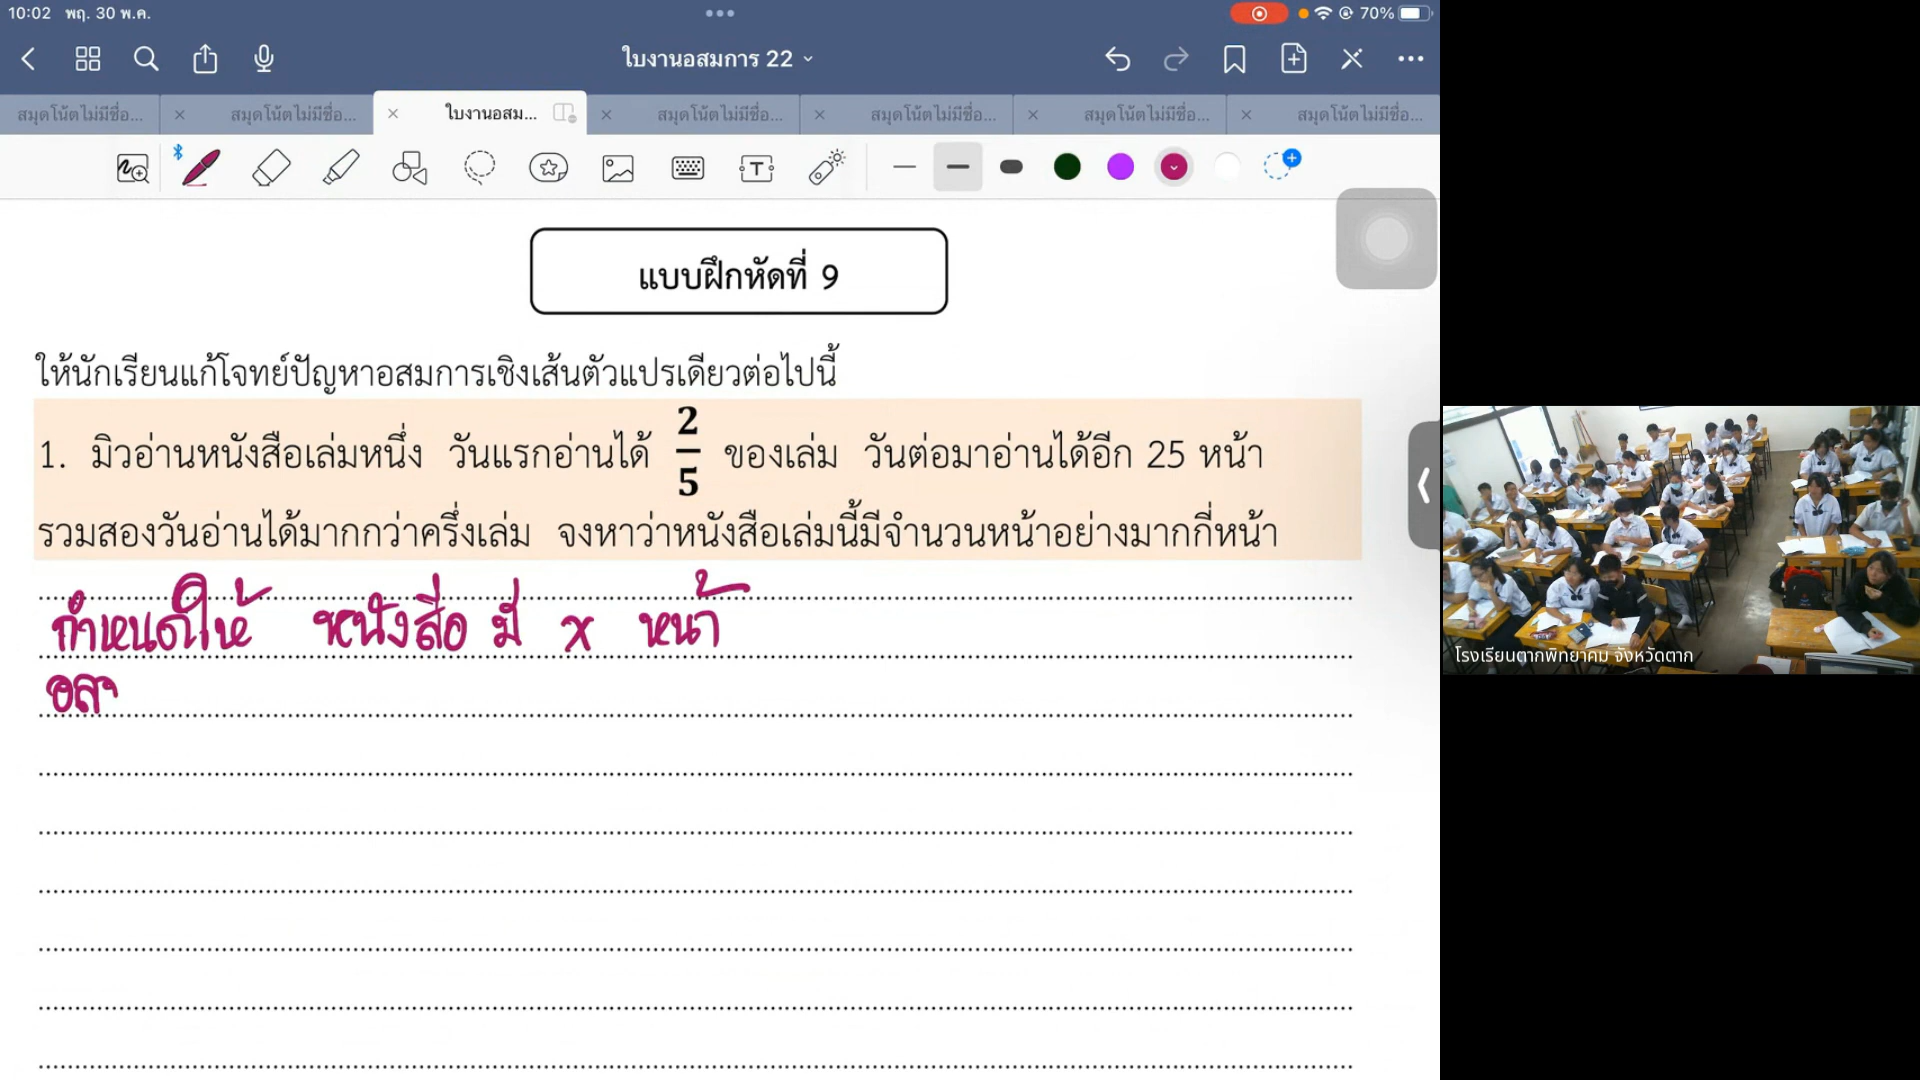 10:02 พฤ. 30 พ.ค.
70%
ใบงานอสมการ 22
สมุดโน้ตไม่มีชื่อ...
สมุดโน้ตไม่มีชื่อ...
ใบงานอสม...
สมุดโน้ตไม่มีชื่อ...
สมุดโน้ตไม่มีชื่อ...
สมุดโน้ตไม่มีชื่อ...
สมุดโน้ตไม่มีชื่อ...
แบบฝึกหัดที่ 9
ให้นักเรียนแก้โจทย์ปัญหาอสมการเชิงเส้นตัวแปรเดียวต่อไปนี้
1. มิวอ่านหนังสือเล่มหนึ่ง วันแรกอ่านได้ 2/5 ของเล่ม วันต่อมาอ่านได้อีก 25 หน้า
รวมสองวันอ่านได้มากกว่าครึ่งเล่ม จงหาว่าหนังสือเล่มนี้มีจำนวนหน้าอย่างมากกี่หน้า
กำหนดให้ หนังสือ มี x หน้า
อส
โรงเรียนตากพิทยาคม จังหวัดตาก